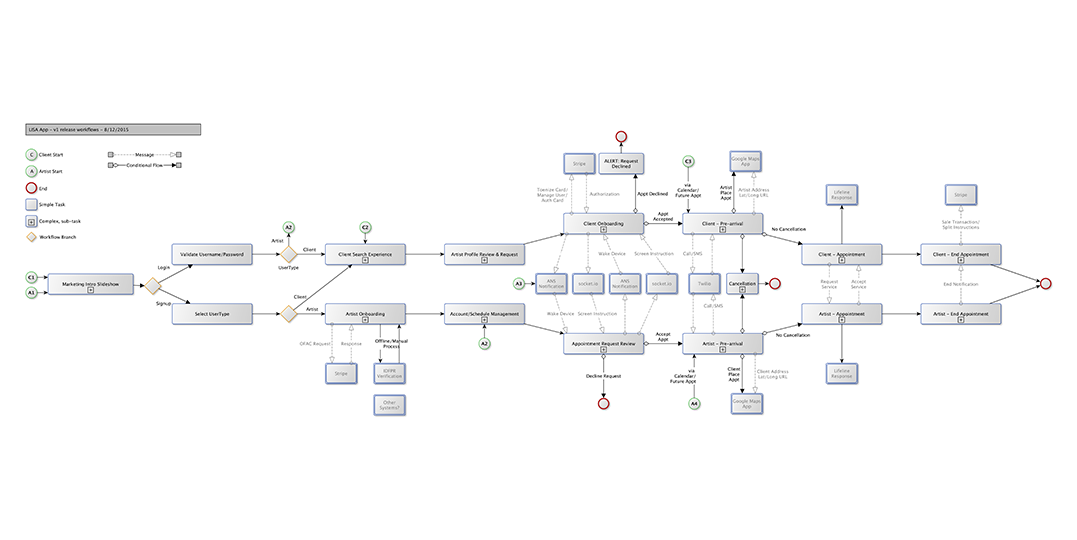 LISA App - v1 release workflows - 8/12/2015
C
Client Start
Message
A
Artist Start
Conditional Flow
End
Simple Task
Complex, sub-task
Workflow Branch
C1
A1
Marketing Intro Slideshow
Login
Signup
Validate Username/Password
Select UserType
A2
Artist
Client
UserType
Client
Artist
C2
Client Search Experience
Artist Onboarding
OFAC Request
Response
Offline/Manual
Process
Stripe
IDFPR
Verification
Other
Systems?
Artist Profile Review & Request
Account/Schedule Management
A2
Stripe
ALERT: Request
Declined
Tokenize Card/
Manage User/
Auth Card
Authorization
Appt Declined
Client Onboarding
Appt
Accepted
Wake Device
Screen Instruction
A3
ANS
Notification
socket.io
ANS
Notification
socket.io
Wake Device
Screen Instruction
Appointment Request Review
Accept
Appt
Decline Request
C3
via
Calendar/
Future Appt
Google Maps
App
Artist
Place
Appt
Artist Address
Lat/Long URL
Client - Pre-arrival
No Cancellation
Call/SMS
Twilio
Cancellation
Call/SMS
Artist - Pre-arrival
No Cancellation
via
Calendar/
Future Appt
A4
Client
Place
Appt
Client Address
Lat/Long URL
Google Maps
App
Lifeline
Response
Client - Appointment
Request
Service
Accept
Service
Artist - Appointment
Lifeline
Response
Stripe
Sale Transaction/
Split Instructions
Client - End Appointment
End Notification
Artist - End Appointment